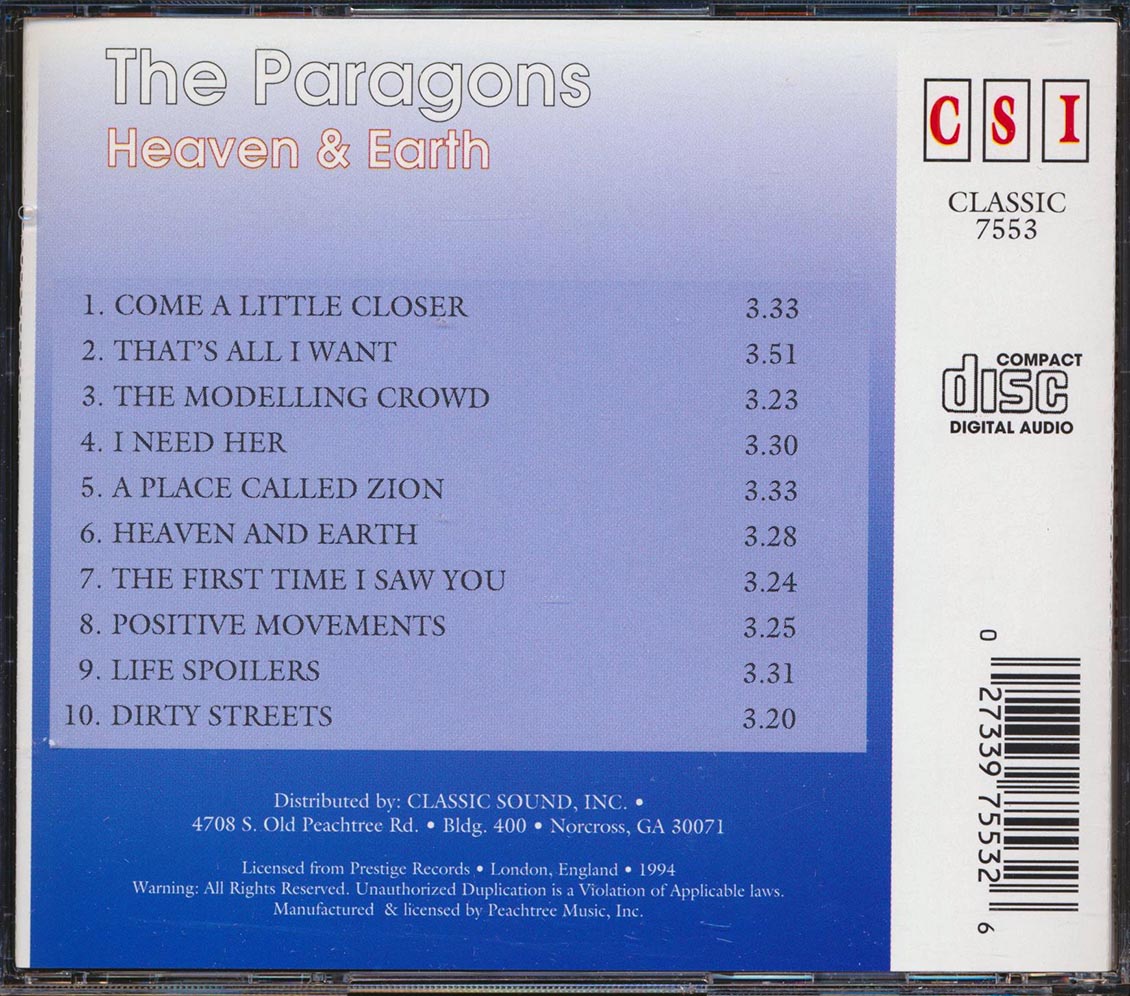 The Paragons
Heaven & Earth
CSI
CLASSIC
7553
COMPACT
disc
DIGITAL AUDIO
1. COME A LITTLE CLOSER 3.33
2. THAT'S ALL I WANT 3.51
3. THE MODELLING CROWD 3.23
4. I NEED HER 3.30
5. A PLACE CALLED ZION 3.33
6. HEAVEN AND EARTH 3.28
7. THE FIRST TIME I SAW YOU 3.24
8. POSITIVE MOVEMENTS 3.25
9. LIFE SPOILERS 3.31
10. DIRTY STREETS 3.20
Distributed by: CLASSIC SOUND, INC. •
4708 S. Old Peachtree Rd. • Bldg. 400 • Norcross, GA 30071
Licensed from Prestige Records • London, England • 1994
Warning: All Rights Reserved. Unauthorized Duplication is a Violation of Applicable laws.
Manufactured & licensed by Peachtree Music, Inc.
0 27339 75532 6